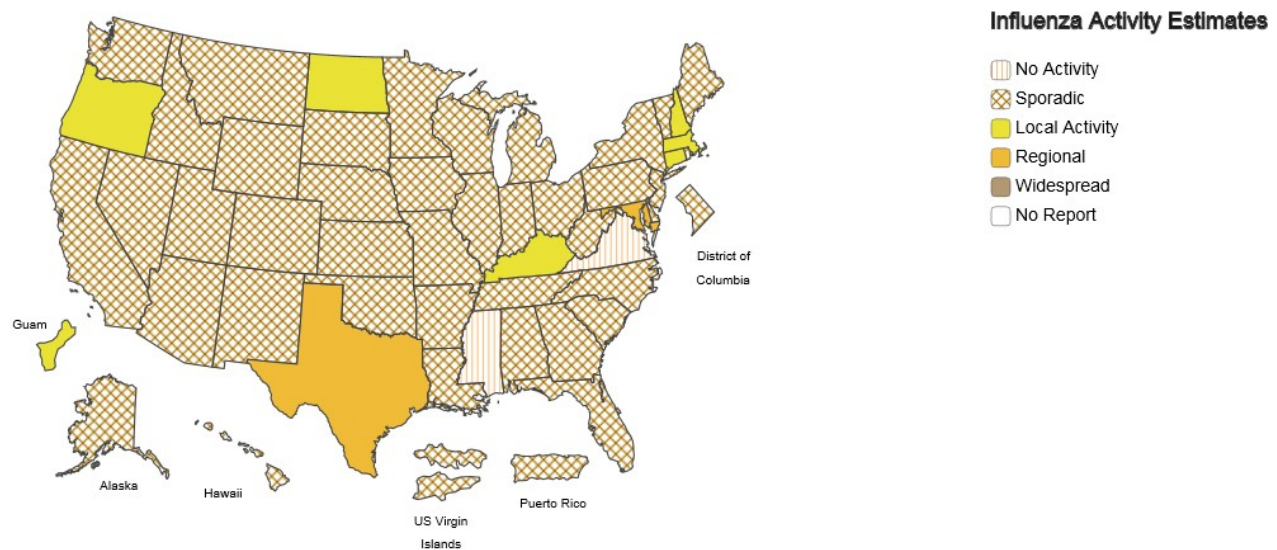 Influenza Activity Estimates
No Activity
Sporadic
Local Activity
Regional
Widespread
No Report
District of
Columbia
Guam
Alaska
Hawaii
US Virgin
Islands
Puerto Rico